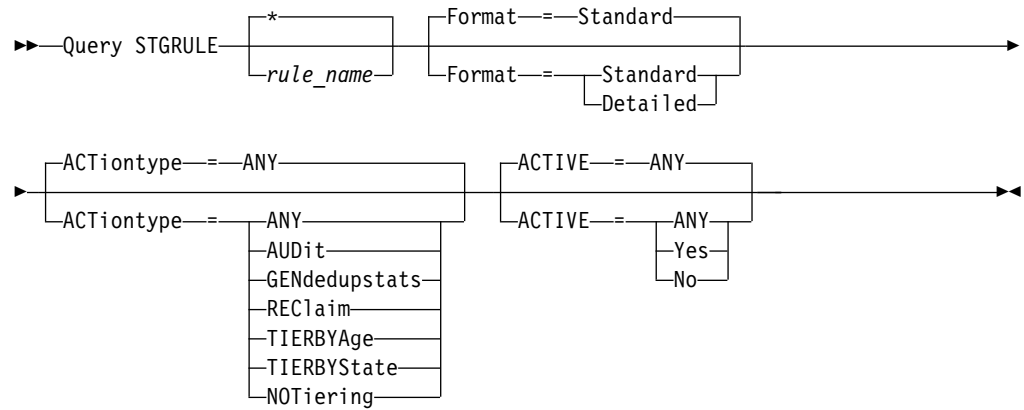 *
Format = Standard
Query STGRULE
rule_name
Format = Standard
Detailed
ACTiontype = ANY
ACTIVE = ANY
ACTiontype = ANY
ACTIVE = ANY
AUDit
Yes
GENdedupstats
No
REClaim
TIERBYAge
TIERBYState
NOTiering